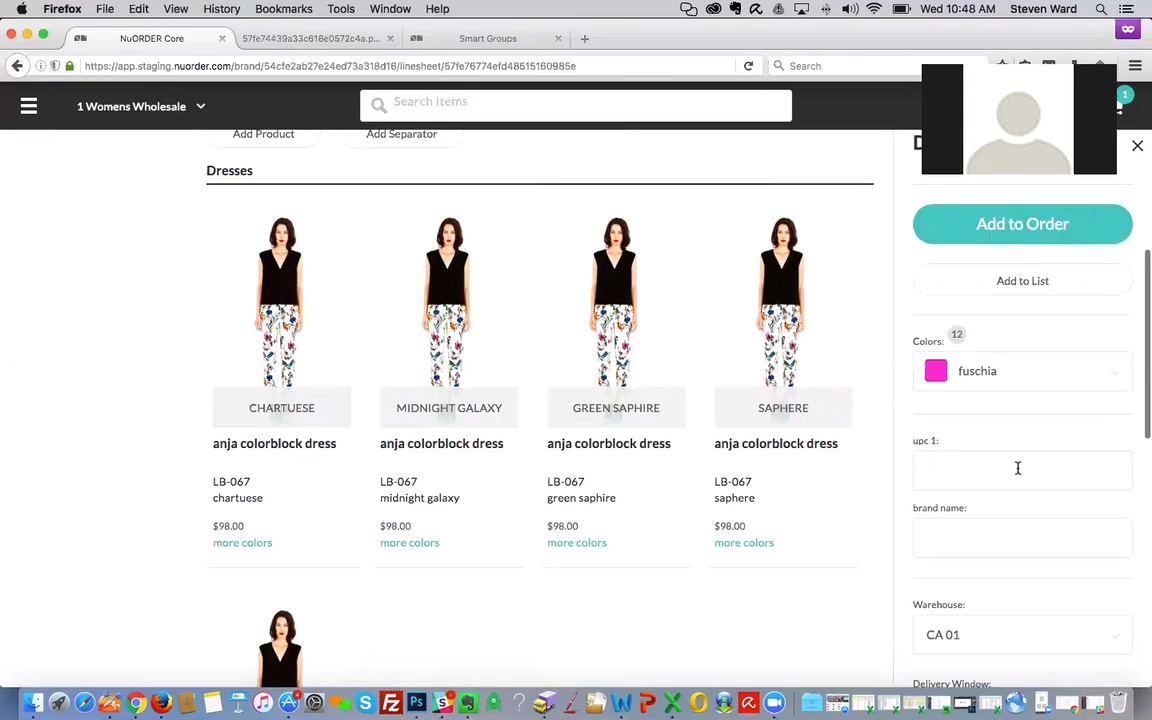 Firefox File Edit View History Bookmarks Tools Window Help Wed 10:48 AM Steven Ward
NuORDER Core 57fe74439a33c616e0572c4a.p... Smart Groups
https://app.staging.nuorder.com/brand/54cfe2ab27e24ed73a318d16/linesheet/57fe76774efd48515160985e Search
1 Womens Wholesale Search Items 1
Add Product Add Separator
Dresses
Add to Order
Add to List
Colors: 12
fuschia
CHARTUESE MIDNIGHT GALAXY GREEN SAPHIRE SAPHERE
anja colorblock dress anja colorblock dress anja colorblock dress anja colorblock dress
upc 1:
LB-067 LB-067 LB-067 LB-067
chartuese midnight galaxy green saphire saphere
brand name:
$98.00 $98.00 $98.00 $98.00
more colors more colors more colors more colors
Warehouse:
CA 01
Delivery Window: